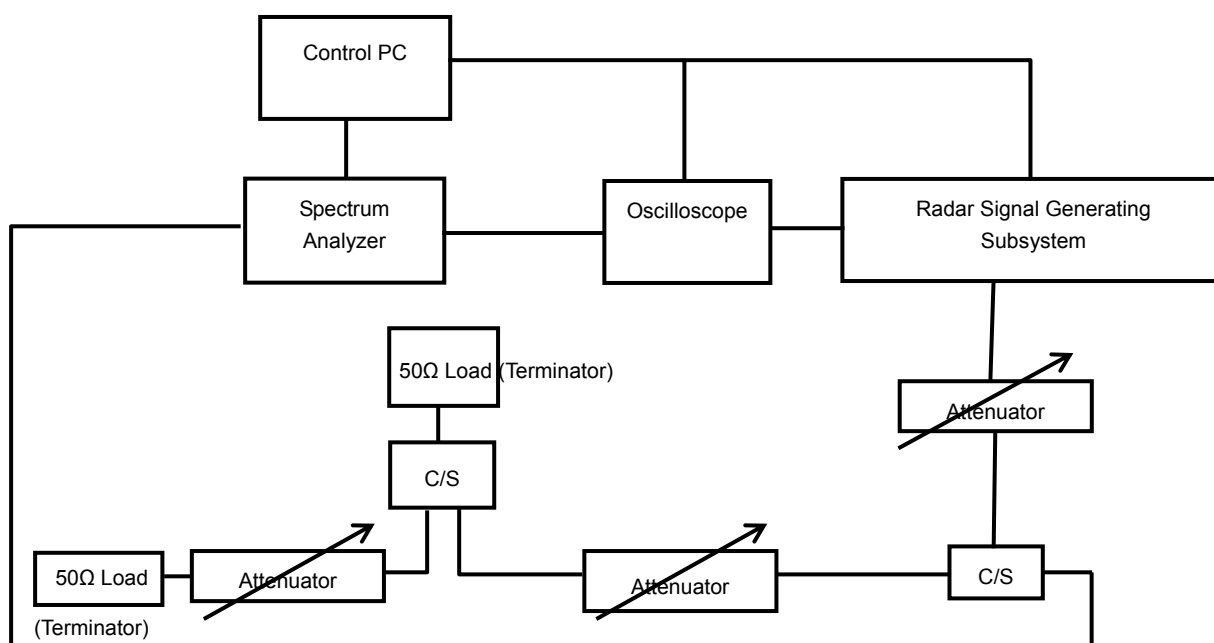 Control PC
Spectrum
Analyzer
Oscilloscope
Radar Signal Generating
Subsystem
50Ω Load (Terminator)
Attenuator
C/S
50Ω Load
(Terminator)
Attenuator
Attenuator
C/S